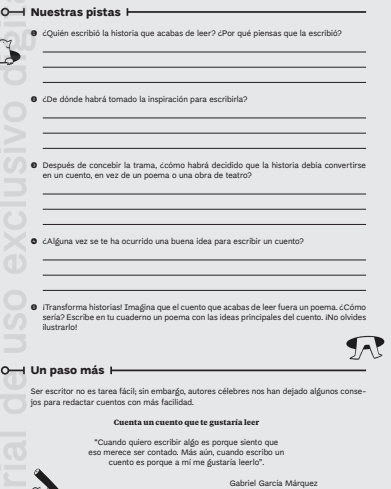 Nuestras pistas
1 ¿Quién escribió la historia que acabas de leer? ¿Por qué piensas que la escribió?
2 ¿De dónde habrá tomado la inspiración para escribirla?
3 Después de concebir la trama, ¿cómo habrá decidido que la historia debía convertirse
en un cuento, en vez de un poema o una obra de teatro?
4 ¿Alguna vez se te ha ocurrido una buena idea para escribir un cuento?
5 ¡Transforma historias! Imagina que el cuento que acabas de leer fuera un poema. ¿Cómo
sería? Escribe en tu cuaderno un poema con las ideas principales del cuento. ¡No olvides
ilustrarlo!
Un paso más
Ser escritor no es tarea fácil; sin embargo, autores célebres nos han dejado algunos conse-
jos para redactar cuentos con más facilidad.
Cuenta un cuento que te gustaría leer
“Cuando quiero escribir algo es porque siento que
eso merece ser contado. Más aún, cuando escribo un
cuento es porque a mí me gustaría leerlo”.
Gabriel García Márquez
rial de uso exclusivo digita